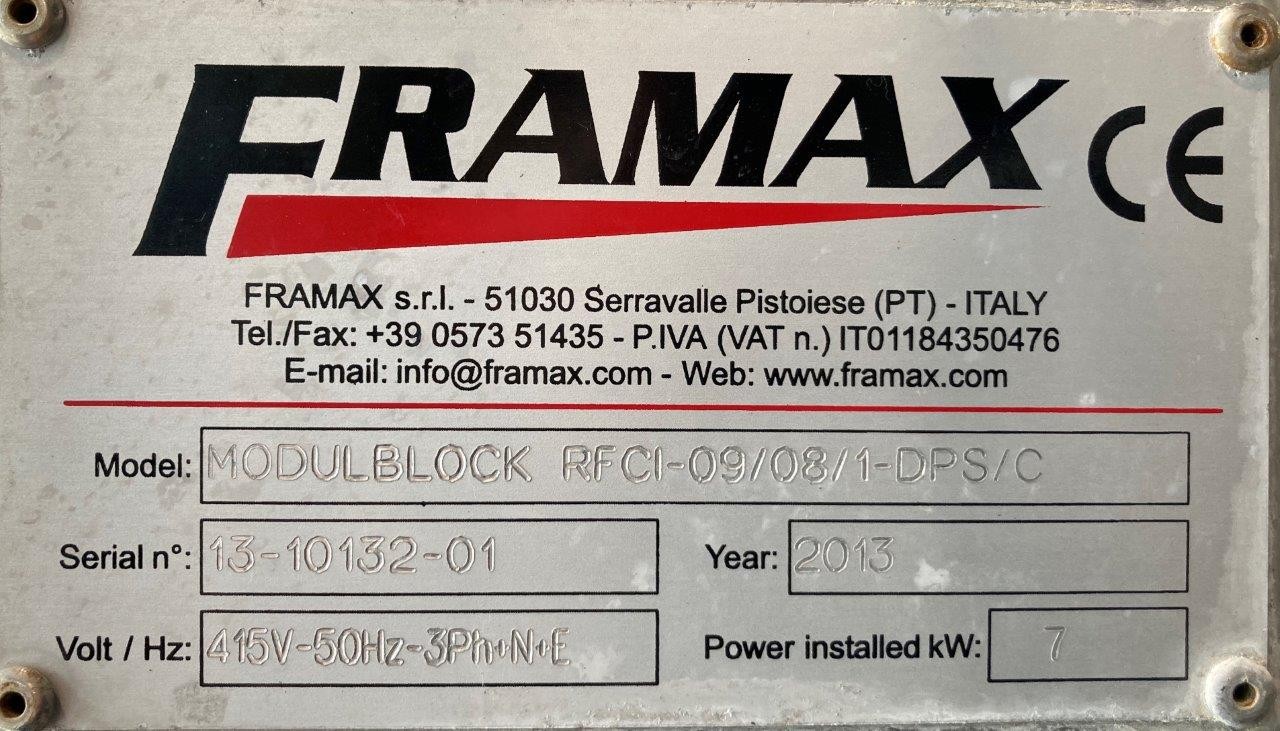 FRAMAX CE
FRAMAX s.r.l. - 51030 Serravalle Pistoiese (PT) - ITALY
Tel./Fax: +39 0573 51435 - P.IVA (VAT n.) IT01184350476
E-mail: info@framax.com - Web: www.framax.com
Model: MODULBLOCK RFCI-09/08/1-DPS/C
Serial n°: 13-10132-01 Year: 2013
Volt / Hz: 415V-50Hz-3Ph+N+E Power installed kW: 7